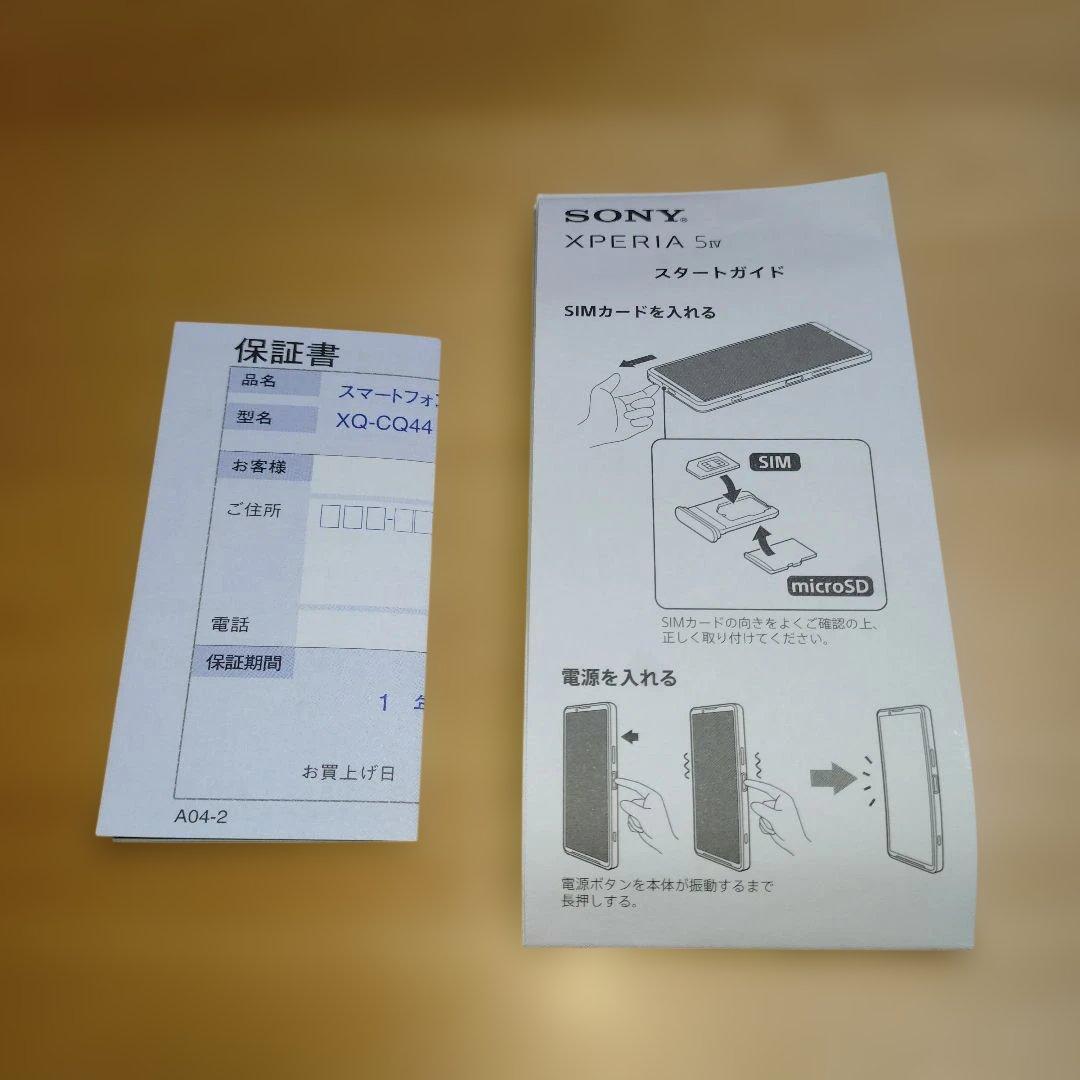 保証書
品名
スマートフォ
型名
XQ-CQ44
お客様
ご住所
電話
保証期間
1
お買上げ日
A04-2
SONY®
XPERIA 5 IV
スタートガイド
SIMカードを入れる
SIM
microSD
SIMカードの向きをよくご確認の上、
正しく取り付けてください。
電源を入れる
電源ボタンを本体が振動するまで
長押しする。